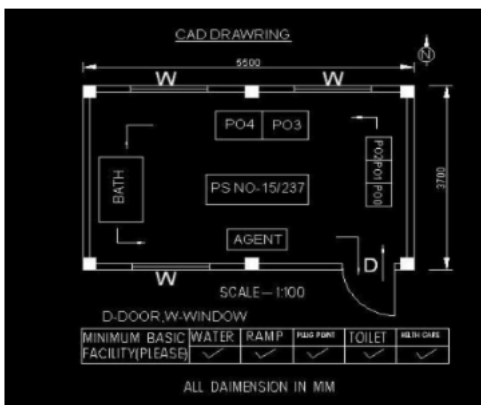 CAD DRAWRING
N
5500
W W
PO4 PO3
PO2 PO1 PO0
3700
BATH
PS NO-15/237
AGENT
D
W
SCALE-1:100
D-DOOR,W-WINDOW
MINIMUM BASIC FACILITY(PLEASE) WATER RAMP PLUG POINT TOILET HELTH CARE
ALL DAIMENSION IN MM